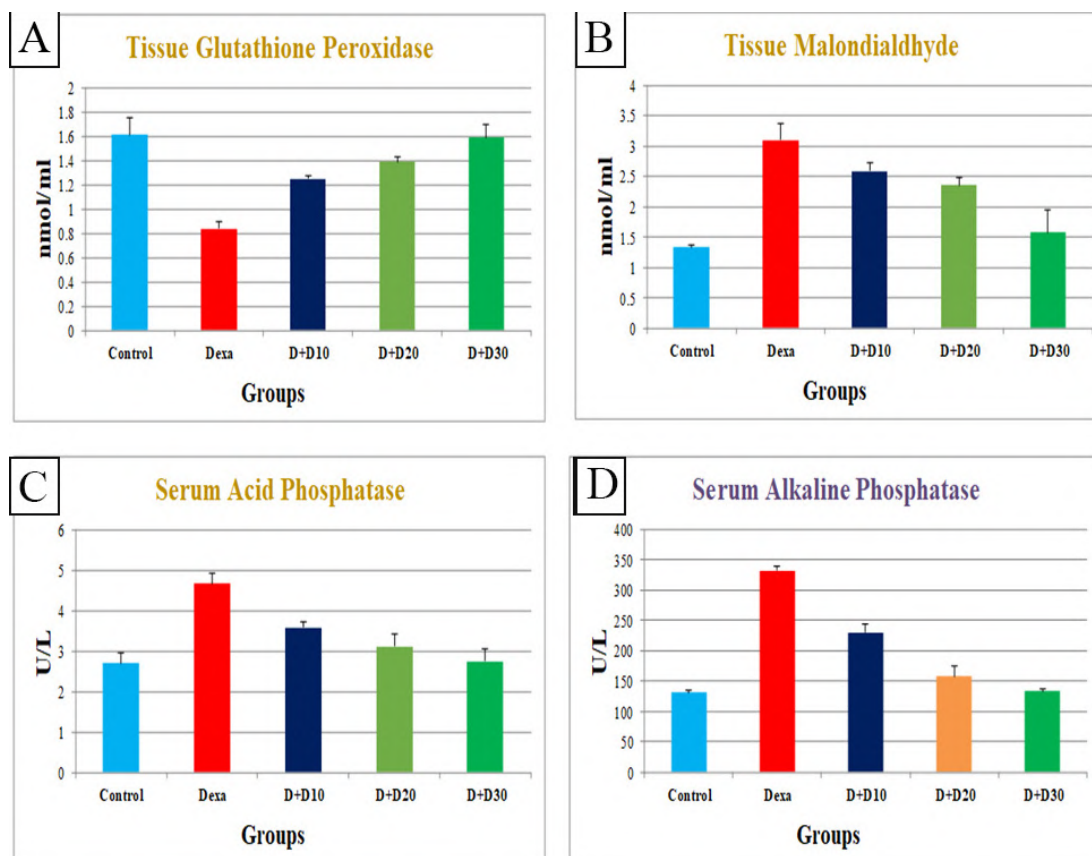 A
Tissue Glutathione Peroxidase
nmol/ml
2
1.8
1.6
1.4
1.2
1
0.8
0.6
0.4
0.2
0
Control Dexa D+D10 D+D20 D+D30
Groups
B
Tissue Malondialdhyde
nmol/ml
4
3.5
3
2.5
2
1.5
1
0.5
0
Control Dexa D+D10 D+D20 D+D30
Groups
C
Serum Acid Phosphatase
U/L
6
5
4
3
2
1
0
Control Dexa D+D10 D+D20 D+D30
Groups
D
Serum Alkaline Phosphatase
U/L
400
350
300
250
200
150
100
50
0
Control Dexa D+D10 D+D20 D+D30
Groups